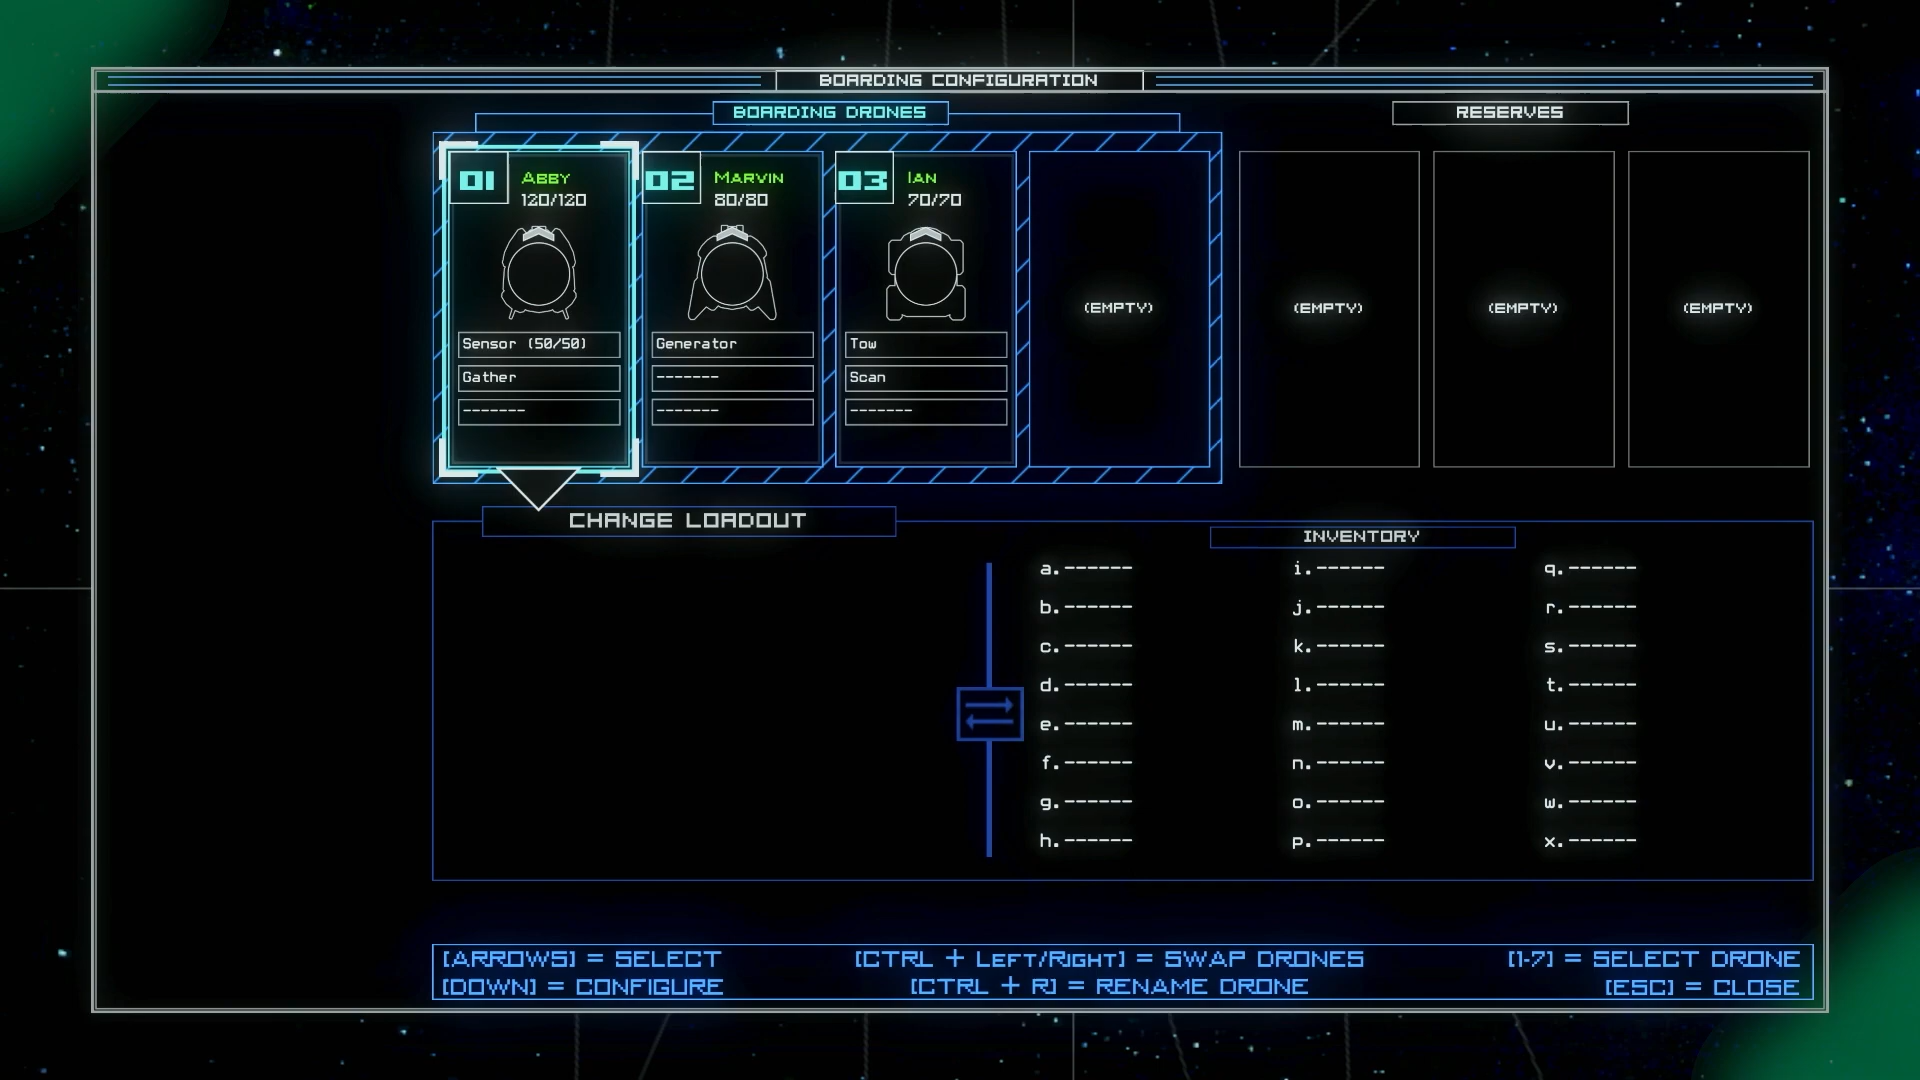 BOARDING CONFIGURATION
BOARDING DRONES
RESERVES
01 Abby
120/120
Sensor (50/50)
Gather
-------
02 Marvin
80/80
Generator
-------
-------
03 Ian
70/70
Tow
Scan
-------
(EMPTY)
(EMPTY)
(EMPTY)
(EMPTY)
CHANGE LOADOUT
INVENTORY
a.------
b.------
c.------
d.------
e.------
f.------
g.------
h.------
i.------
j.------
k.------
l.------
m.------
n.------
o.------
p.------
q.------
r.------
s.------
t.------
u.------
v.------
w.------
x.------
[ARROWS] = SELECT
[DOWN] = CONFIGURE
[CTRL + Left/Right] = SWAP DRONES
[CTRL + R] = RENAME DRONE
[1-7] = SELECT DRONE
[ESC] = CLOSE